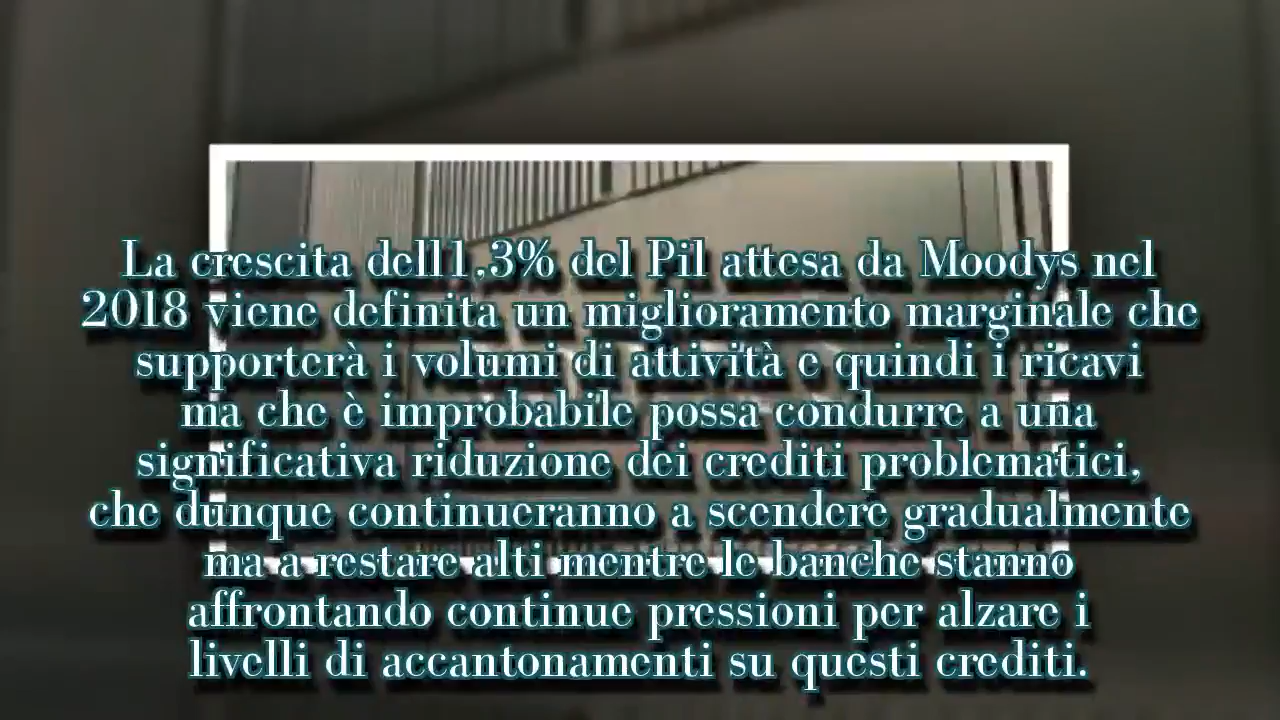 La crescita dell1,3% del Pil attesa da Moodys nel
2018 viene definita un miglioramento marginale che
supporterà i volumi di attività e quindi i ricavi
ma che è improbabile possa condurre a una
significativa riduzione dei crediti problematici,
che dunque continueranno a scendere gradualmente
ma a restare alti mentre le banche stanno
affrontando continue pressioni per alzare i
livelli di accantonamenti su questi crediti.